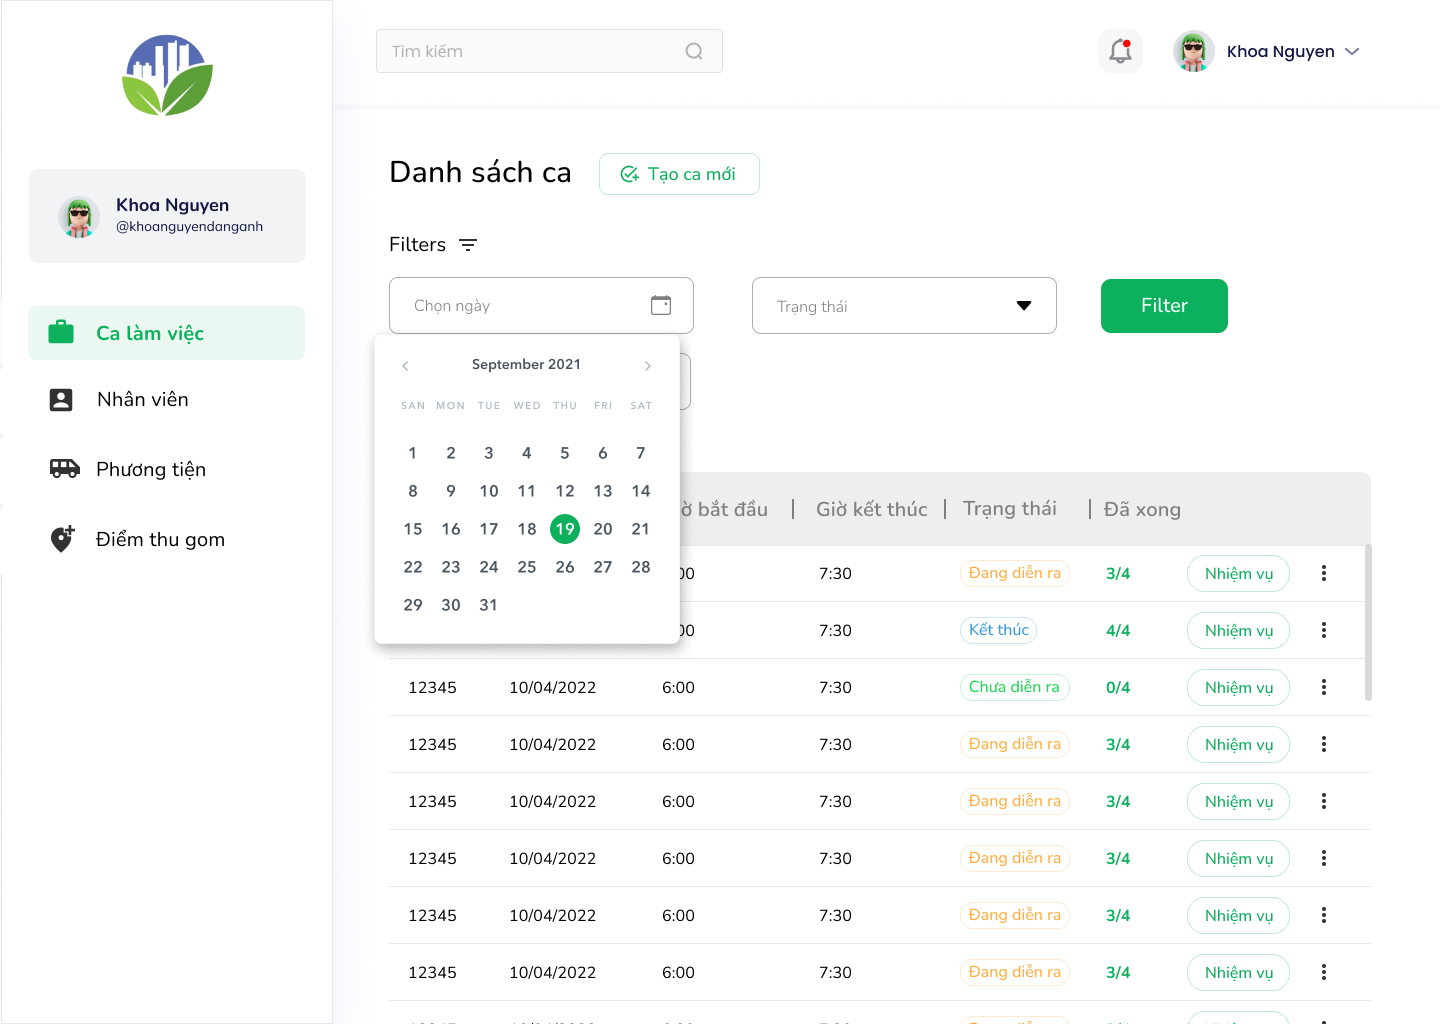 Tìm kiếm
Khoa Nguyen
Khoa Nguyen
@khoanguyendanganh
Ca làm việc
Nhân viên
Phương tiện
Điểm thu gom
Danh sách ca
Tạo ca mới
Filters
Chọn ngày
Trạng thái
Filter
September 2021
SAN MON TUE WED THU FRI SAT
1 2 3 4 5 6 7
8 9 10 11 12 13 14
15 16 17 18 19 20 21
22 23 24 25 26 27 28
29 30 31
bắt đầu | Giờ kết thúc | Trạng thái | Đã xong
00 7:30 Đang diễn ra 3/4 Nhiệm vụ
00 7:30 Kết thúc 4/4 Nhiệm vụ
12345 10/04/2022 6:00 7:30 Chưa diễn ra 0/4 Nhiệm vụ
12345 10/04/2022 6:00 7:30 Đang diễn ra 3/4 Nhiệm vụ
12345 10/04/2022 6:00 7:30 Đang diễn ra 3/4 Nhiệm vụ
12345 10/04/2022 6:00 7:30 Đang diễn ra 3/4 Nhiệm vụ
12345 10/04/2022 6:00 7:30 Đang diễn ra 3/4 Nhiệm vụ
12345 10/04/2022 6:00 7:30 Đang diễn ra 3/4 Nhiệm vụ
Đang diễn ra Nhiệm vụ